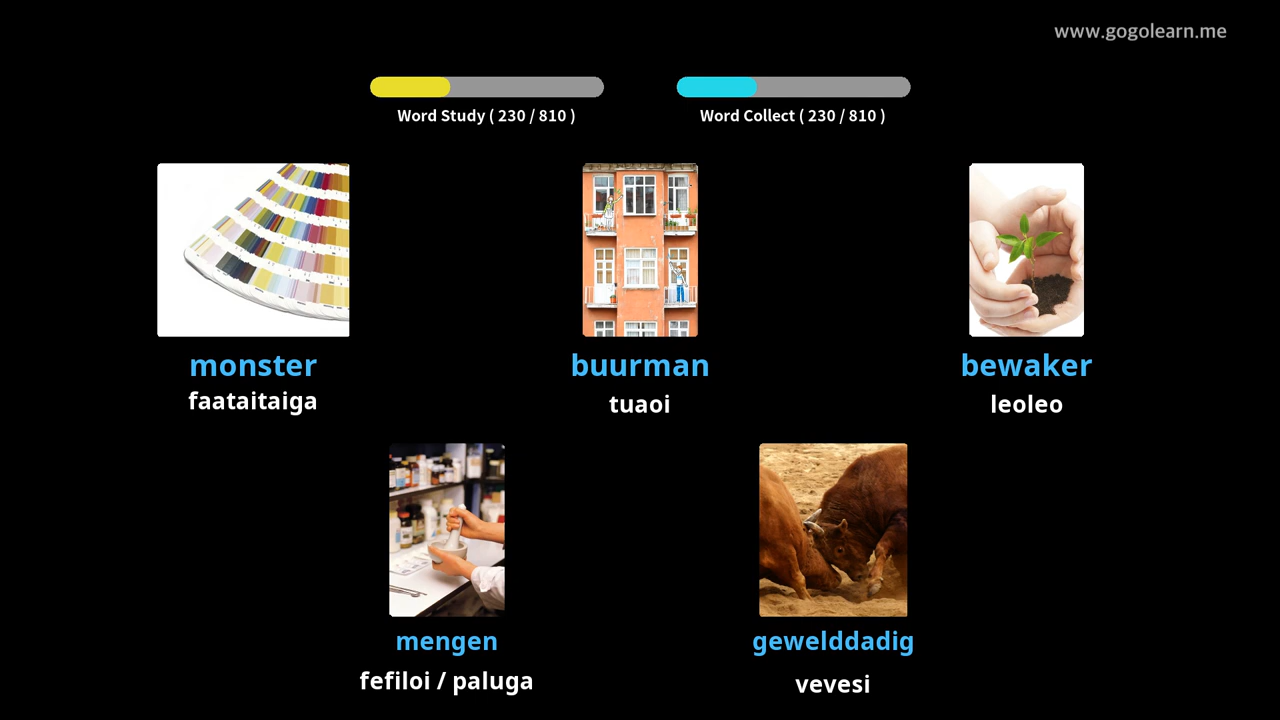 www.gogolearn.me
Word Study ( 230 / 810 )
Word Collect ( 230 / 810 )
monster
faataitaiga
buurman
tuaoi
bewaker
leoleo
mengen
fefiloi / paluga
gewelddadig
vevesi